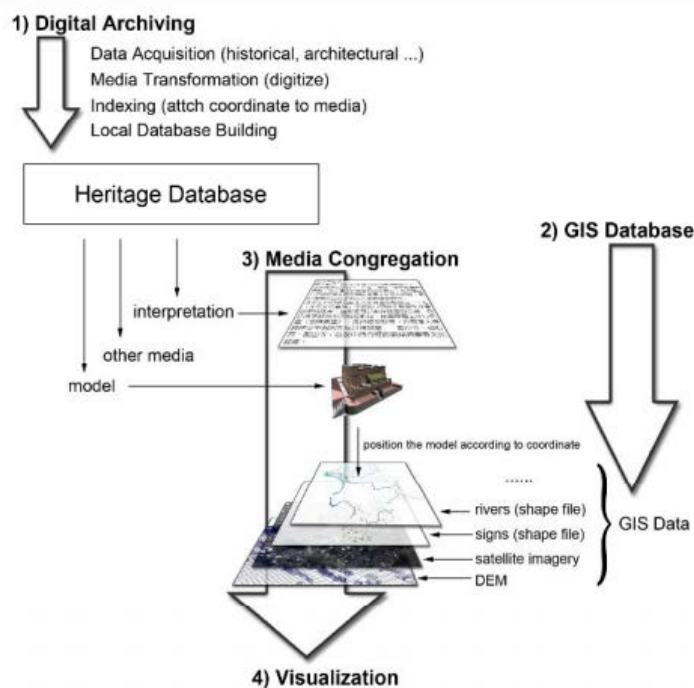 1) Digital Archiving
Data Acquisition (historical, architectural ...)
Media Transformation (digitize)
Indexing (attch coordinate to media)
Local Database Building
Heritage Database
2) GIS Database
3) Media Congregation
interpretation
other media
model
position the model according to coordinate
......
rivers (shape file)
signs (shape file)
GIS Data
satellite imagery
DEM
4) Visualization